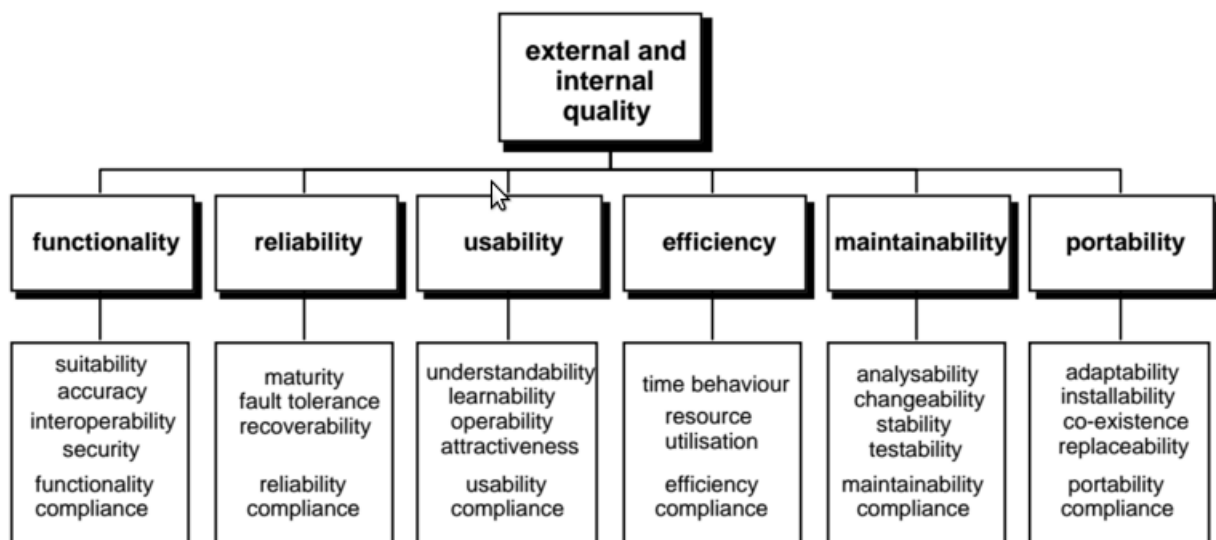 external and
internal
quality
functionality
reliability
usability
efficiency
maintainability
portability
suitability
accuracy
interoperability
security
functionality
compliance
maturity
fault tolerance
recoverability
reliability
compliance
understandability
learnability
operability
attractiveness
usability
compliance
time behaviour
resource
utilisation
efficiency
compliance
analysability
changeability
stability
testability
maintainability
compliance
adaptability
installability
co-existence
replaceability
portability
compliance